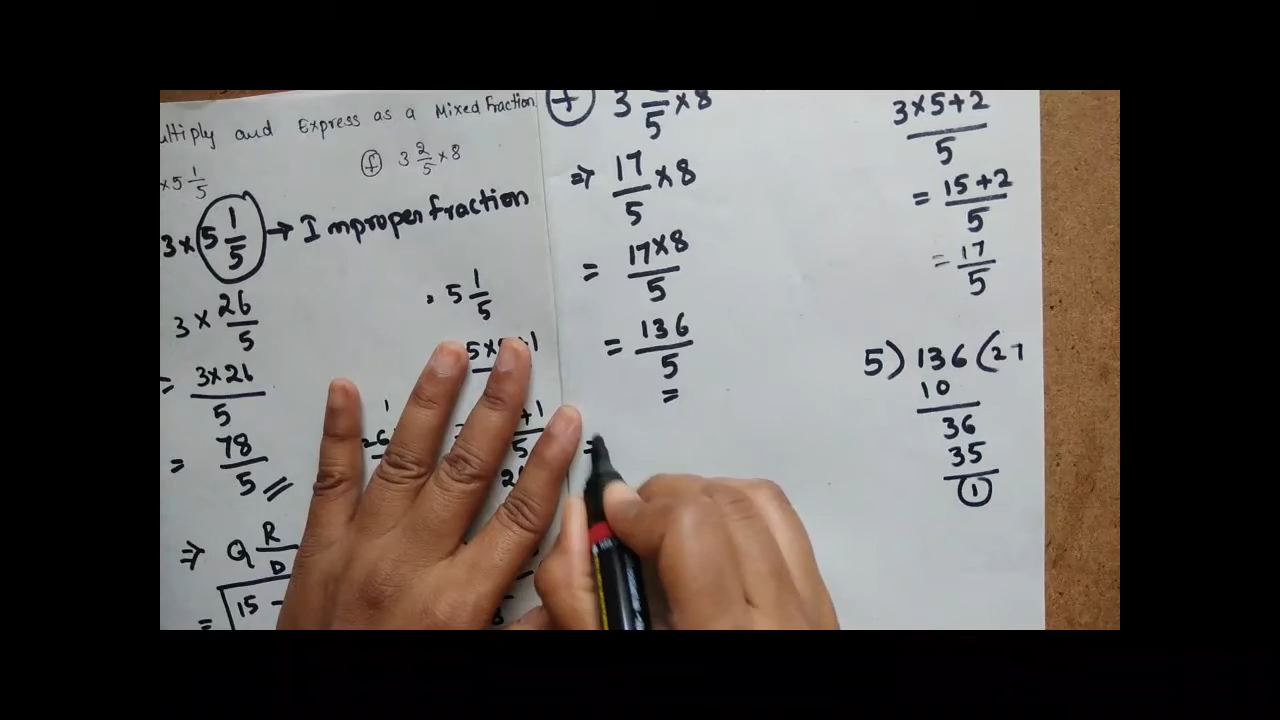 ultiply and Express as a Mixed Fraction
×5 1/5
(f) 3 2/5 ×8
3× 5 1/5 → Improper fraction
3 × 26/5
= 3×26/5
= 78/5
⇒ Q R/D
= 15
5 1/5
(f) 3 /5 ×8
⇒ 17/5 ×8
= 17×8/5
= 136/5
=
3×5+2/5
= 15+2/5
= 17/5
5) 136 (27
10
36
35
1